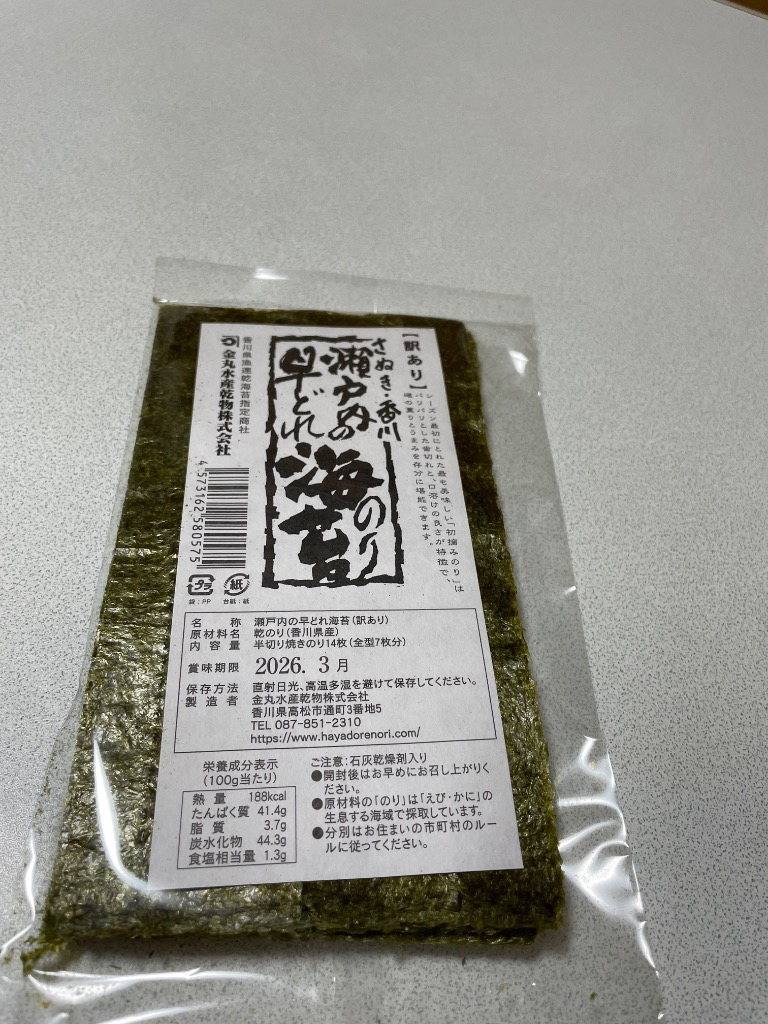 【訳あり】
シーズン最初にとれた最も美味しい「初摘みのり」は
パリパリとした歯切れと、口溶けの良さが特徴で、
磯の薫りとうまみを存分に堪能できます。
さぬき・香川
瀬戸内の
早どれ
海苔
のり
香川県漁連乾海苔指定商社
金丸水産乾物株式会社
4 573162 580575
プラ
袋：PP
紙
台紙：紙
名称 瀬戸内の早どれ海苔（訳あり）
原材料名 乾のり（香川県産）
内容量 半切り焼きのり14枚（全型7枚分）
賞味期限 2026. 3月
保存方法 直射日光、高温多湿を避けて保存してください。
製造者 金丸水産乾物株式会社
香川県高松市通町3番地5
TEL 087-851-2310
https://www.hayadorenori.com/
栄養成分表示
（100g当たり）
熱量 188kcal
たんぱく質 41.4g
脂質 3.7g
炭水化物 44.3g
食塩相当量 1.3g
ご注意：石灰乾燥剤入り
●開封後はお早めにお召し上がりく
ださい。
●原材料の「のり」は「えび・かに」の
生息する海域で採取しています。
●分別はお住まいの市町村のルー
ルに従ってください。